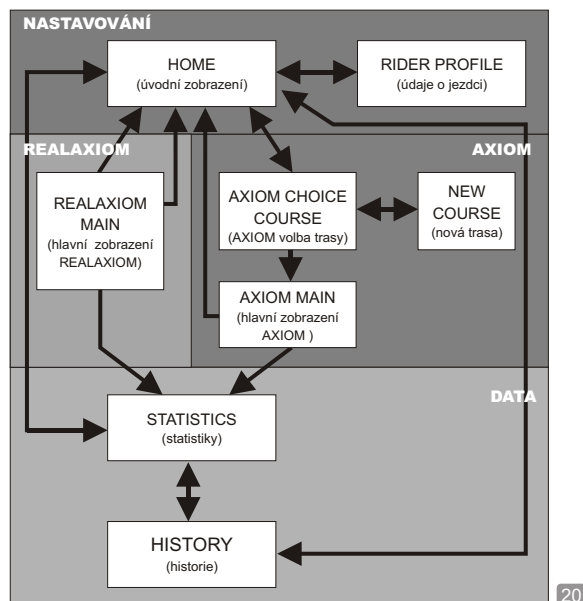 NASTAVOVÁNÍ
HOME
(úvodní zobrazení)
RIDER PROFILE
(údaje o jezdci)
REALAXIOM
AXIOM
REALAXIOM
MAIN
(hlavní zobrazení
REALAXIOM)
AXIOM CHOICE
COURSE
(AXIOM volba trasy)
NEW
COURSE
(nová trasa)
AXIOM MAIN
(hlavní zobrazení
AXIOM )
DATA
STATISTICS
(statistiky)
HISTORY
(historie)
20